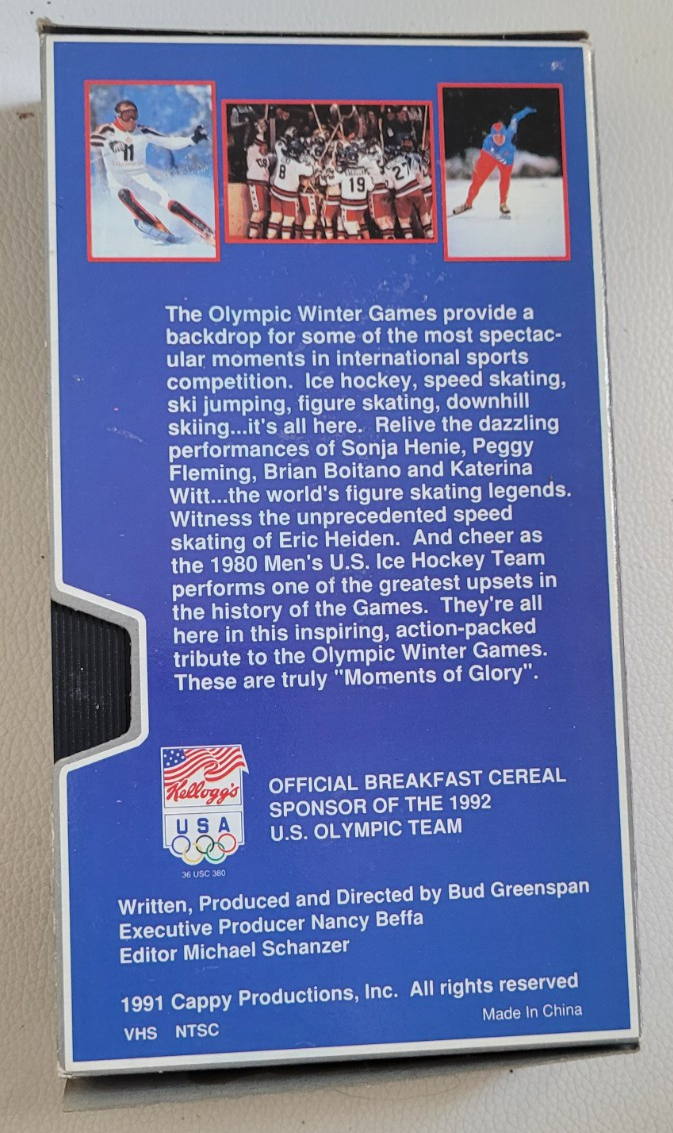 11
8
19
27
The Olympic Winter Games provide a
backdrop for some of the most spectac-
ular moments in international sports
competition. Ice hockey, speed skating,
ski jumping, figure skating, downhill
skiing...it's all here. Relive the dazzling
performances of Sonja Henie, Peggy
Fleming, Brian Boitano and Katerina
Witt...the world's figure skating legends.
Witness the unprecedented speed
skating of Eric Heiden. And cheer as
the 1980 Men's U.S. Ice Hockey Team
performs one of the greatest upsets in
the history of the Games. They're all
here in this inspiring, action-packed
tribute to the Olympic Winter Games.
These are truly "Moments of Glory".
Kellogg's
USA
36 USC 380
OFFICIAL BREAKFAST CEREAL
SPONSOR OF THE 1992
U.S. OLYMPIC TEAM
Written, Produced and Directed by Bud Greenspan
Executive Producer Nancy Beffa
Editor Michael Schanzer
1991 Cappy Productions, Inc. All rights reserved
Made In China
VHS NTSC